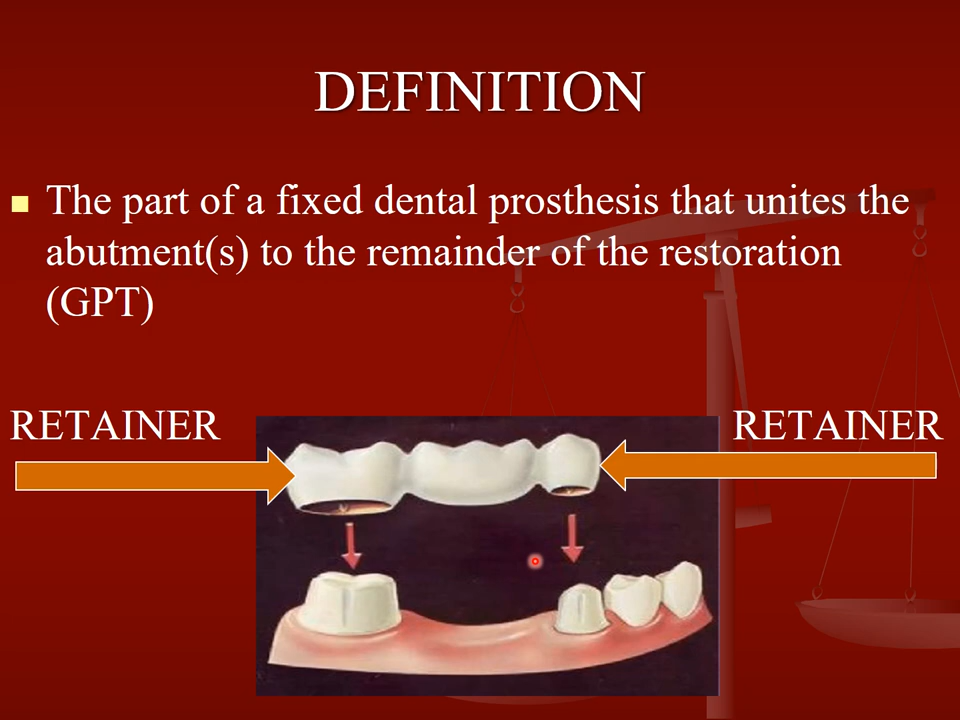 DEFINITION
The part of a fixed dental prosthesis that unites the
abutment(s) to the remainder of the restoration
(GPT)
RETAINER
RETAINER